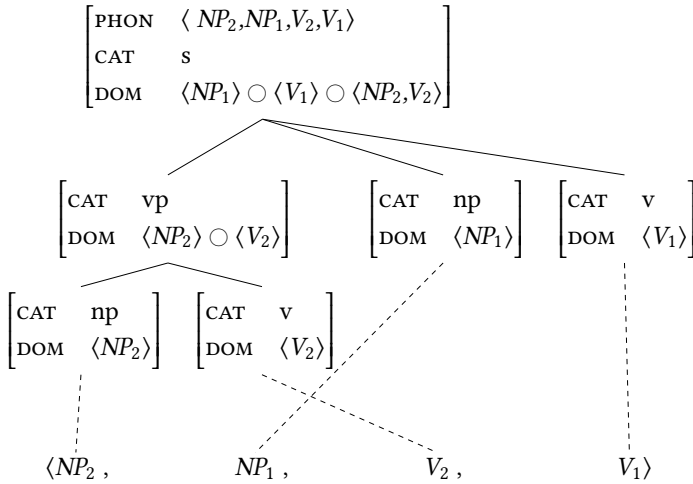 PHON ⟨ NP₂,NP₁,V₂,V₁⟩
CAT s
DOM ⟨NP₁⟩ ○ ⟨V₁⟩ ○ ⟨NP₂,V₂⟩
CAT vp CAT np CAT v
DOM ⟨NP₂⟩ ○ ⟨V₂⟩ DOM ⟨NP₁⟩ DOM ⟨V₁⟩
CAT np CAT v
DOM ⟨NP₂⟩ DOM ⟨V₂⟩
⟨NP₂ , NP₁ , V₂ , V₁⟩